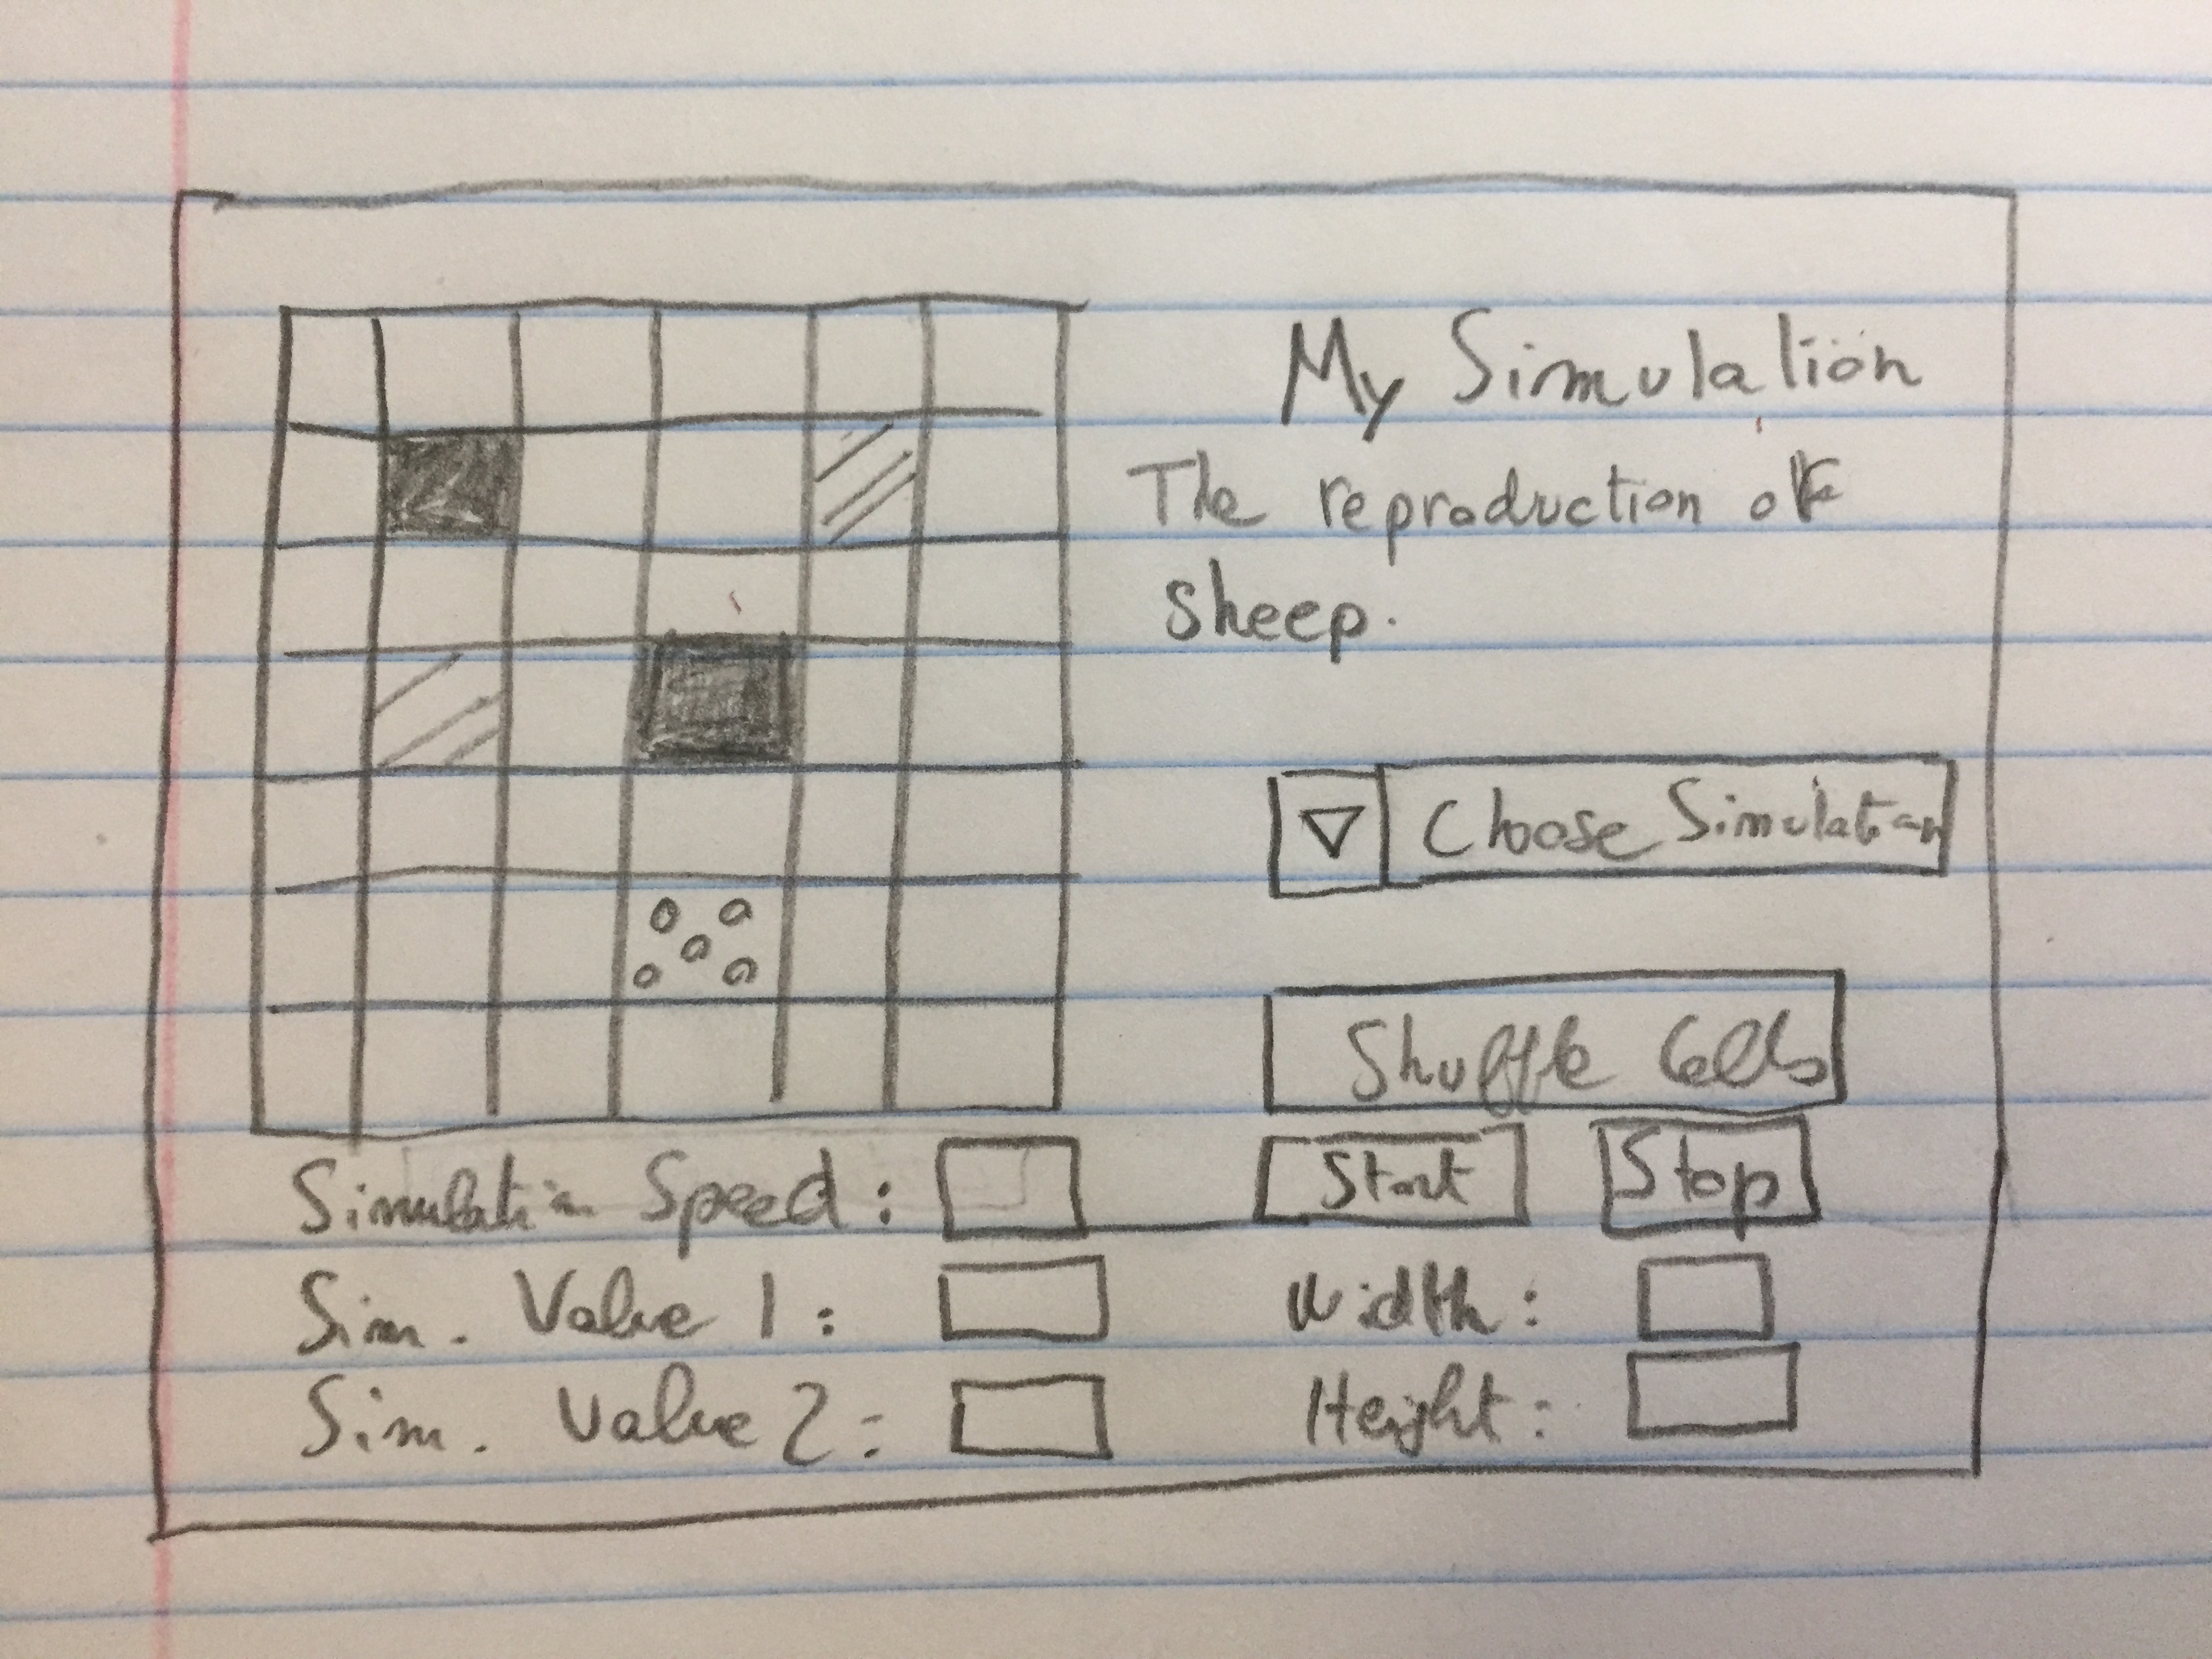 My Simulation
The reproduction of
sheep.
Choose Simulation
Shuffle Cells
Simulation Speed:
Start
Stop
Sim. Value 1:
Width:
Sim. Value 2:
Height: